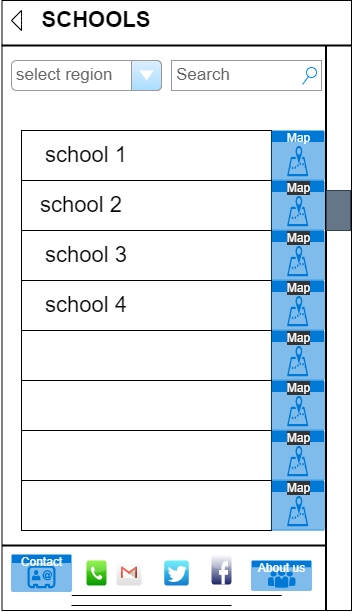 SCHOOLS
select region
Search
Map
school 1
Map
school 2
Map
school 3
Map
school 4
Map
Map
Map
Map
Map
Contact
About us